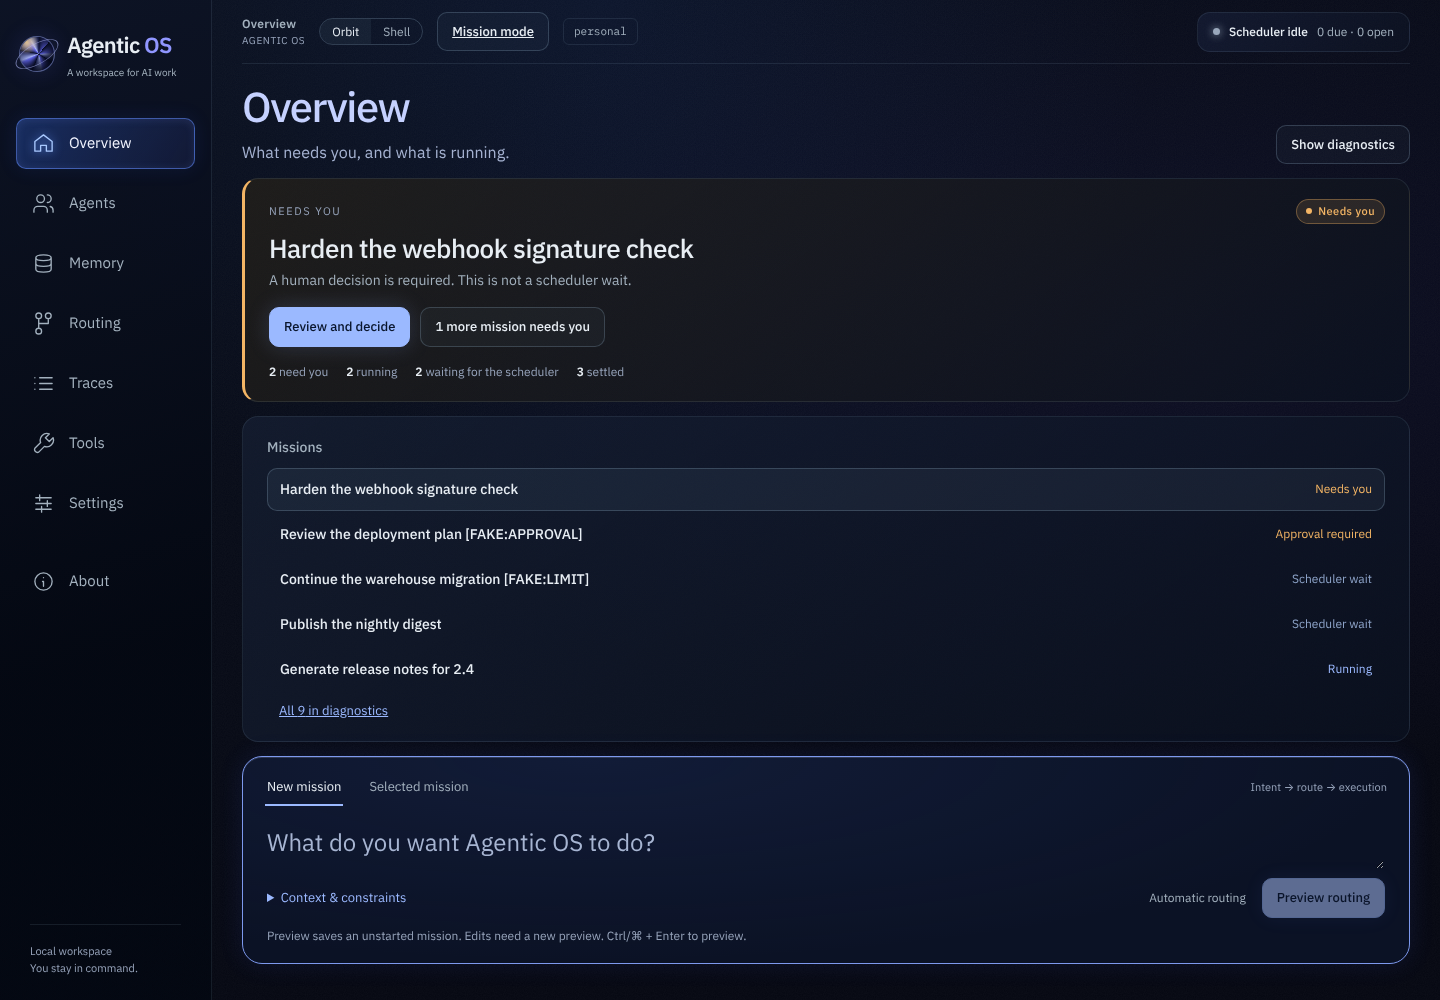 Agentic OS
A workspace for AI work
Overview
Agents
Memory
Routing
Traces
Tools
Settings
About
Local workspace
You stay in command.
Overview
AGENTIC OS
Orbit
Shell
Mission mode
personal
Scheduler idle 0 due · 0 open
Overview
What needs you, and what is running.
Show diagnostics
NEEDS YOU
Needs you
Harden the webhook signature check
A human decision is required. This is not a scheduler wait.
Review and decide
1 more mission needs you
2 need you 2 running 2 waiting for the scheduler 3 settled
Missions
Harden the webhook signature check Needs you
Review the deployment plan [FAKE:APPROVAL] Approval required
Continue the warehouse migration [FAKE:LIMIT] Scheduler wait
Publish the nightly digest Scheduler wait
Generate release notes for 2.4 Running
All 9 in diagnostics
New mission Selected mission Intent → route → execution
What do you want Agentic OS to do?
▶ Context & constraints Automatic routing Preview routing
Preview saves an unstarted mission. Edits need a new preview. Ctrl/⌘ + Enter to preview.